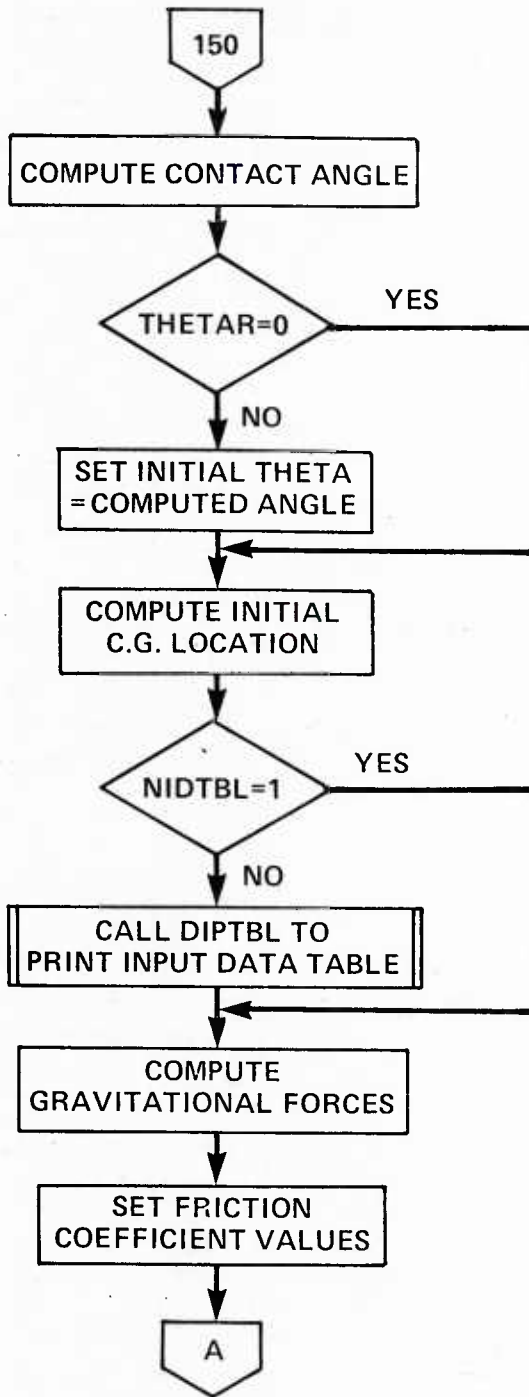 150
COMPUTE CONTACT ANGLE
THETAR=0
YES
NO
SET INITIAL THETA
=COMPUTED ANGLE
COMPUTE INITIAL
C.G. LOCATION
NIDTBL=1
YES
NO
CALL DIPTBL TO
PRINT INPUT DATA TABLE
COMPUTE
GRAVITATIONAL FORCES
SET FRICTION
COEFFICIENT VALUES
A